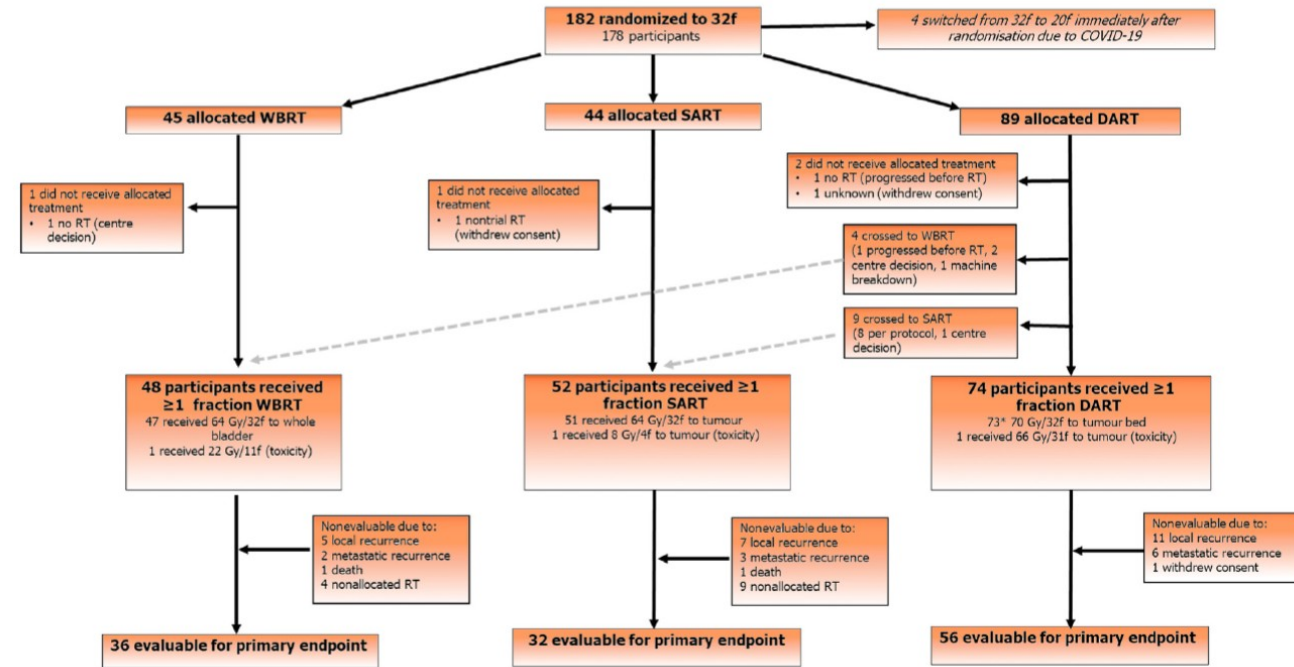 182 randomized to 32f
178 participants
4 switched from 32f to 20f immediately after
randomisation due to COVID-19
45 allocated WBRT
44 allocated SART
89 allocated DART
1 did not receive allocated
treatment
• 1 no RT (centre
decision)
1 did not receive allocated
treatment
• 1 nontrial RT
(withdrew consent)
2 did not receive allocated treatment
• 1 no RT (progressed before RT)
• 1 unknown (withdrew consent)
4 crossed to WBRT
(1 progressed before RT, 2
centre decision, 1 machine
breakdown)
9 crossed to SART
(8 per protocol, 1 centre
decision)
48 participants received
≥1 fraction WBRT
47 received 64 Gy/32f to whole
bladder
1 received 22 Gy/11f (toxicity)
52 participants received ≥1
fraction SART
51 received 64 Gy/32f to tumour
1 received 8 Gy/4f to tumour (toxicity)
74 participants received ≥1
fraction DART
73* 70 Gy/32f to tumour bed
1 received 66 Gy/31f to tumour (toxicity)
Nonevaluable due to:
5 local recurrence
2 metastatic recurrence
1 death
4 nonallocated RT
Nonevaluable due to:
7 local recurrence
3 metastatic recurrence
1 death
9 nonallocated RT
Nonevaluable due to:
11 local recurrence
6 metastatic recurrence
1 withdrew consent
36 evaluable for primary endpoint
32 evaluable for primary endpoint
56 evaluable for primary endpoint